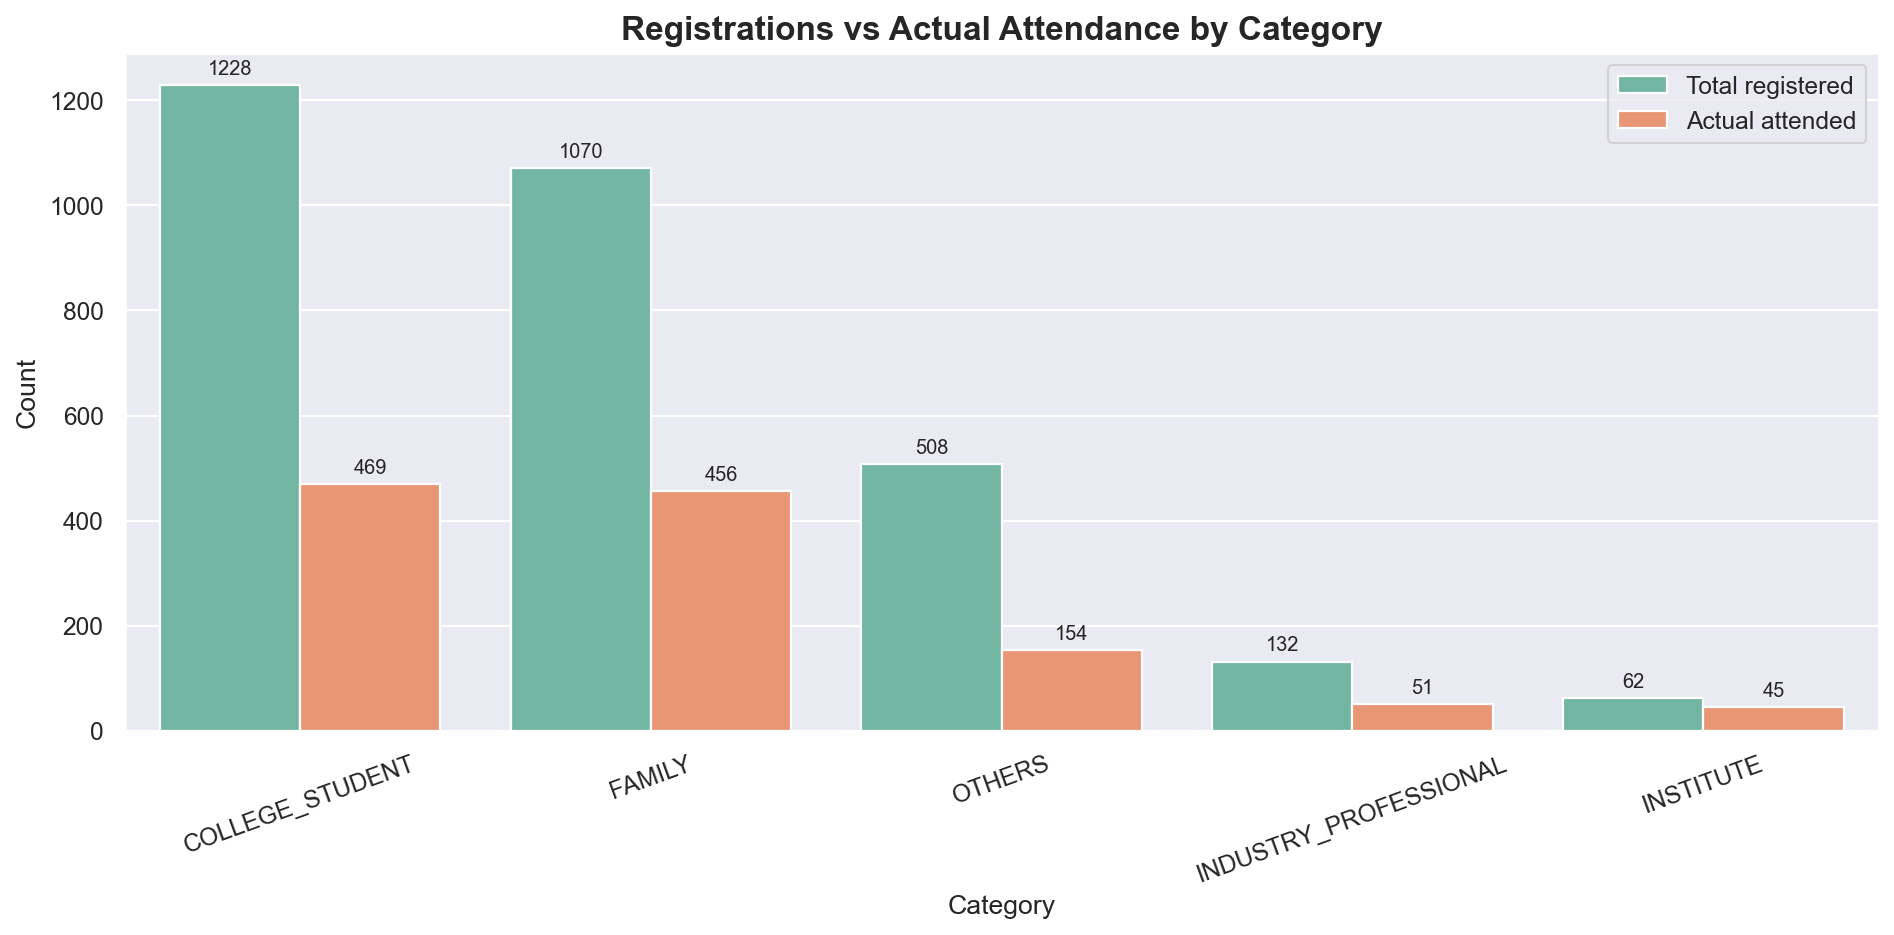 Registrations vs Actual Attendance by Category
Total registered
Actual attended
Count
1200
1000
800
600
400
200
0
1228
469
1070
456
508
154
132
51
62
45
COLLEGE_STUDENT
FAMILY
OTHERS
INDUSTRY_PROFESSIONAL
INSTITUTE
Category